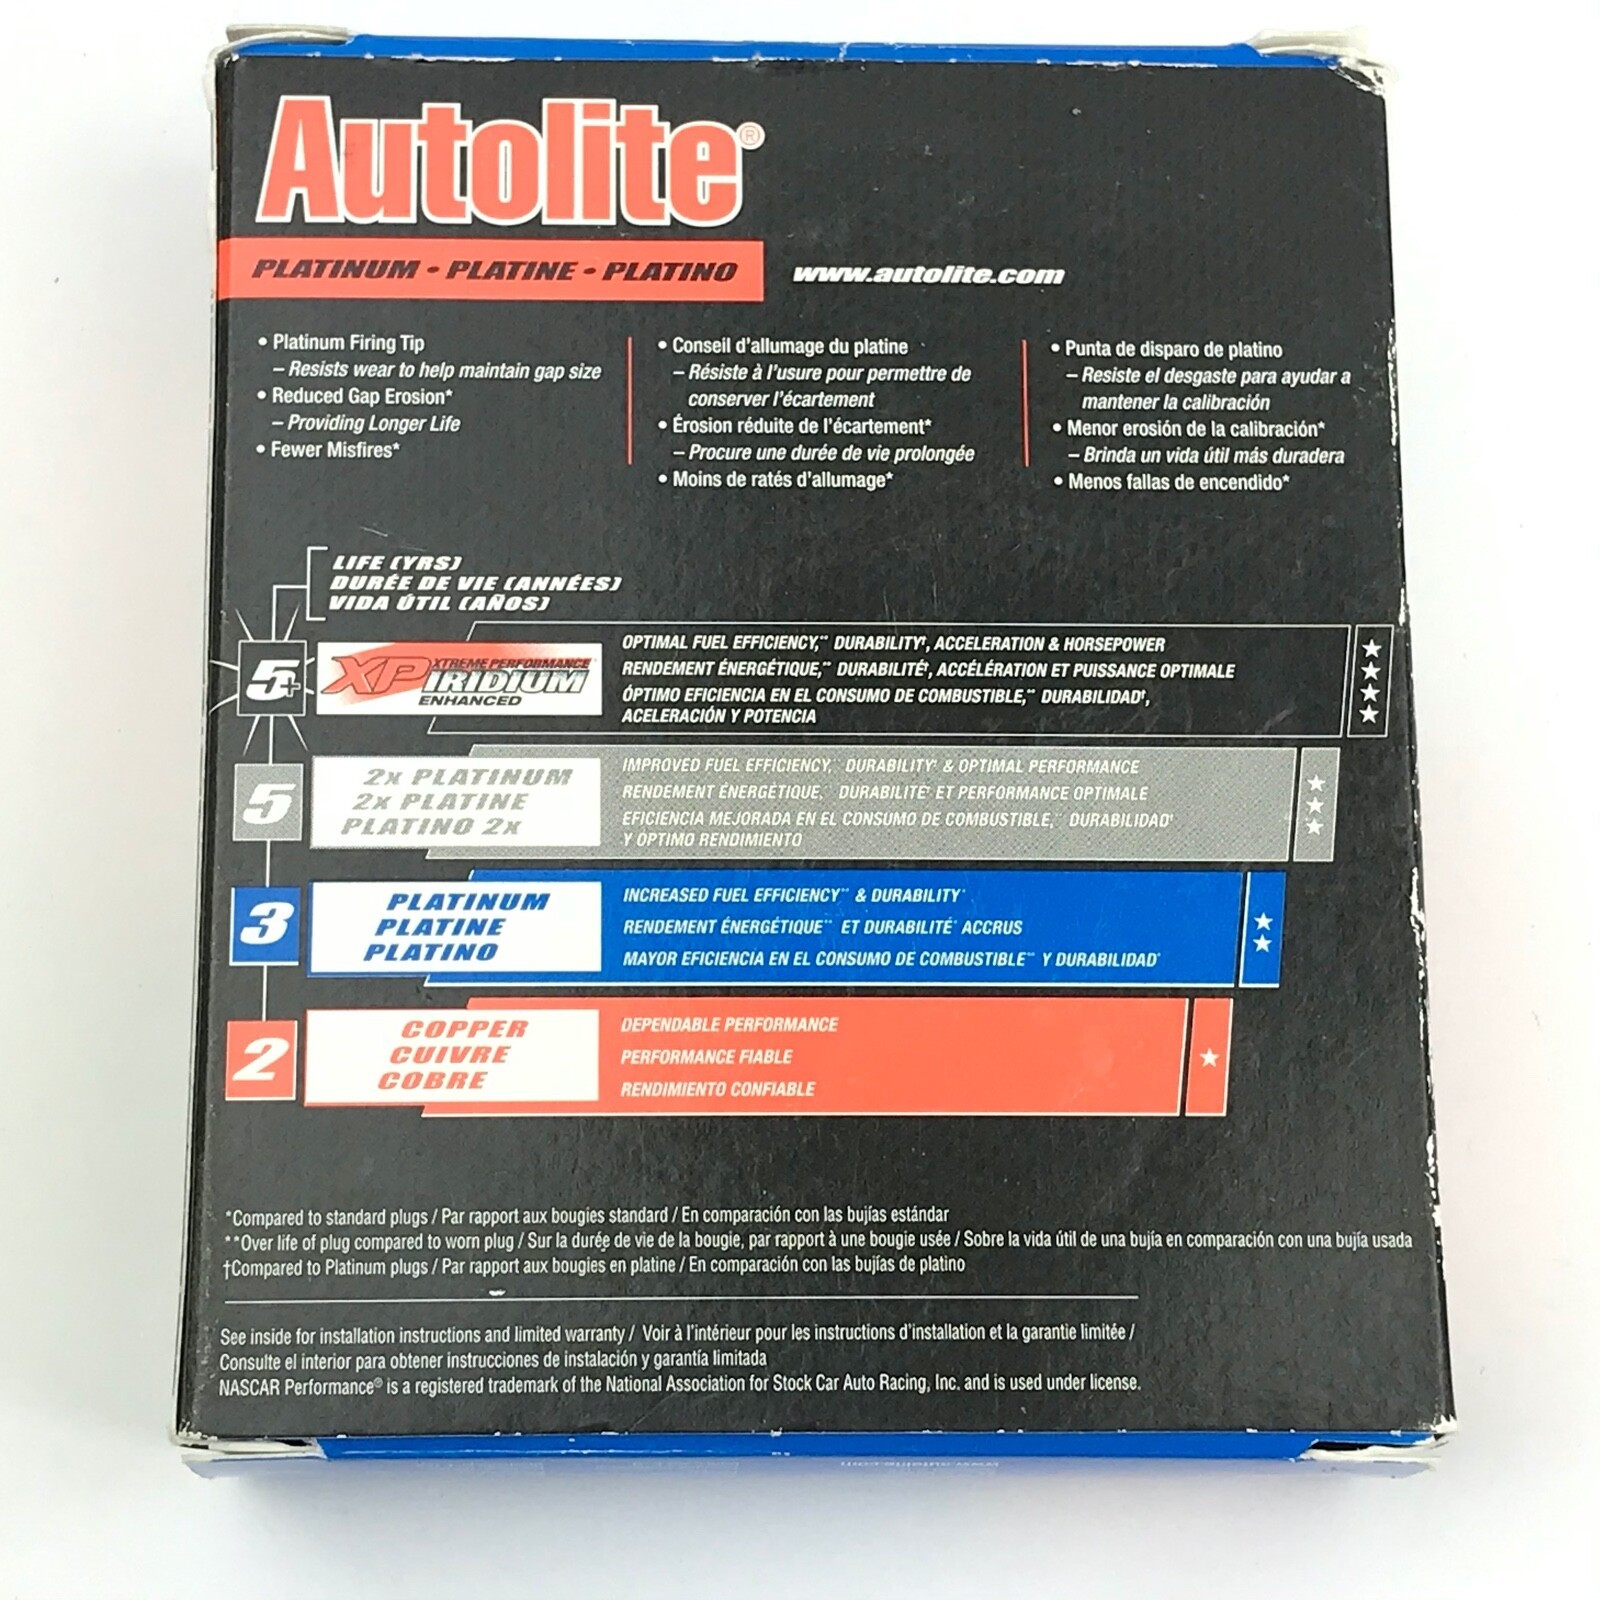 Autolite®
PLATINUM • PLATINE • PLATINO
www.autolite.com
• Platinum Firing Tip
– Resists wear to help maintain gap size
• Reduced Gap Erosion*
– Providing Longer Life
• Fewer Misfires*
• Conseil d'allumage du platine
– Résiste à l'usure pour permettre de
conserver l'écartement
• Érosion réduite de l'écartement*
– Procure une durée de vie prolongée
• Moins de ratés d'allumage*
• Punta de disparo de platino
– Resiste el desgaste para ayudar a
mantener la calibración
• Menor erosión de la calibración*
– Brinda un vida útil más duradera
• Menos fallas de encendido*
LIFE (YRS)
DURÉE DE VIE (ANNÉES)
VIDA ÚTIL (AÑOS)
5+
XP XTREME PERFORMANCE
IRIDIUM
ENHANCED
OPTIMAL FUEL EFFICIENCY,** DURABILITY†, ACCELERATION & HORSEPOWER
RENDEMENT ÉNERGÉTIQUE,** DURABILITÉ†, ACCÉLÉRATION ET PUISSANCE OPTIMALE
ÓPTIMO EFICIENCIA EN EL CONSUMO DE COMBUSTIBLE,** DURABILIDAD†,
ACELERACIÓN Y POTENCIA
5
2x PLATINUM
2x PLATINE
PLATINO 2x
IMPROVED FUEL EFFICIENCY,** DURABILITY† & OPTIMAL PERFORMANCE
RENDEMENT ÉNERGÉTIQUE,** DURABILITÉ† ET PERFORMANCE OPTIMALE
EFICIENCIA MEJORADA EN EL CONSUMO DE COMBUSTIBLE,** DURABILIDAD†
Y ÓPTIMO RENDIMIENTO
3
PLATINUM
PLATINE
PLATINO
INCREASED FUEL EFFICIENCY** & DURABILITY*
RENDEMENT ÉNERGÉTIQUE** ET DURABILITÉ* ACCRUS
MAYOR EFICIENCIA EN EL CONSUMO DE COMBUSTIBLE** Y DURABILIDAD*
2
COPPER
CUIVRE
COBRE
DEPENDABLE PERFORMANCE
PERFORMANCE FIABLE
RENDIMIENTO CONFIABLE
*Compared to standard plugs / Par rapport aux bougies standard / En comparación con las bujías estándar
**Over life of plug compared to worn plug / Sur la durée de vie de la bougie, par rapport à une bougie usée / Sobre la vida útil de una bujía en comparación con una bujía usada
†Compared to Platinum plugs / Par rapport aux bougies en platine / En comparación con las bujías de platino
See inside for installation instructions and limited warranty / Voir à l'intérieur pour les instructions d'installation et la garantie limitée /
Consulte el interior para obtener instrucciones de instalación y garantía limitada
NASCAR Performance® is a registered trademark of the National Association for Stock Car Auto Racing, Inc. and is used under license.